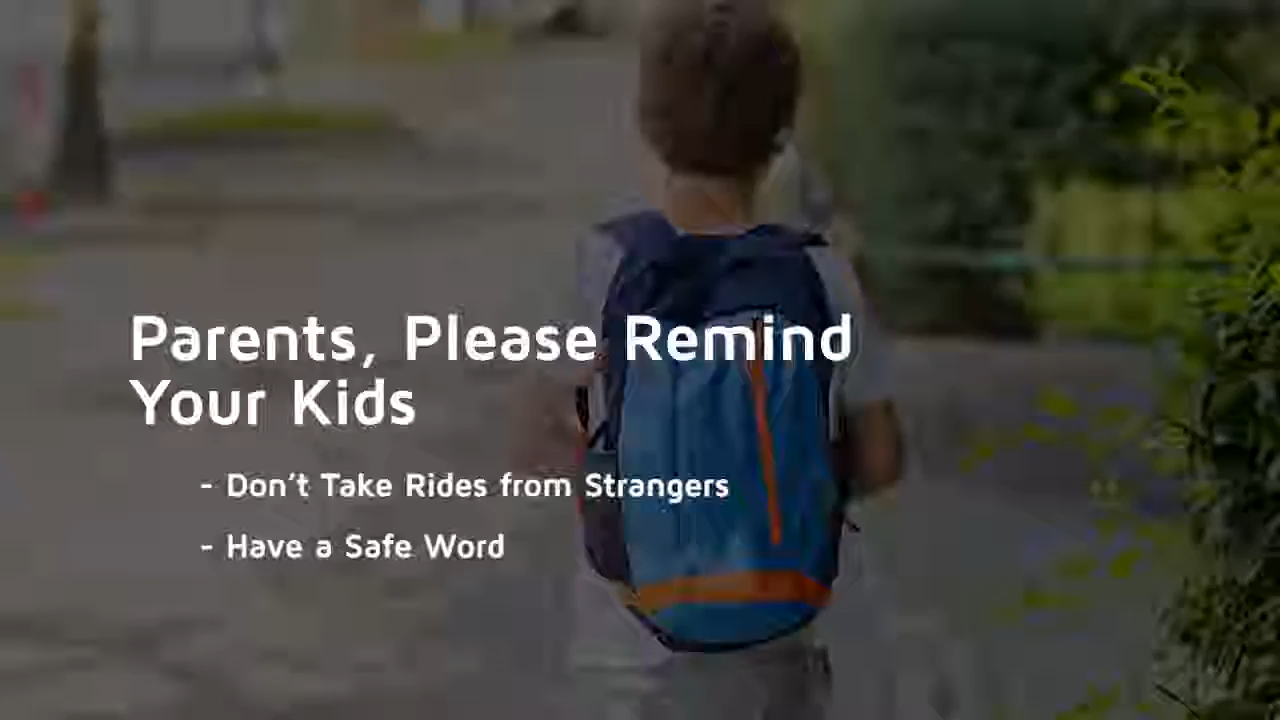 Parents, Please Remind
Your Kids
- Don’t Take Rides from Strangers
- Have a Safe Word